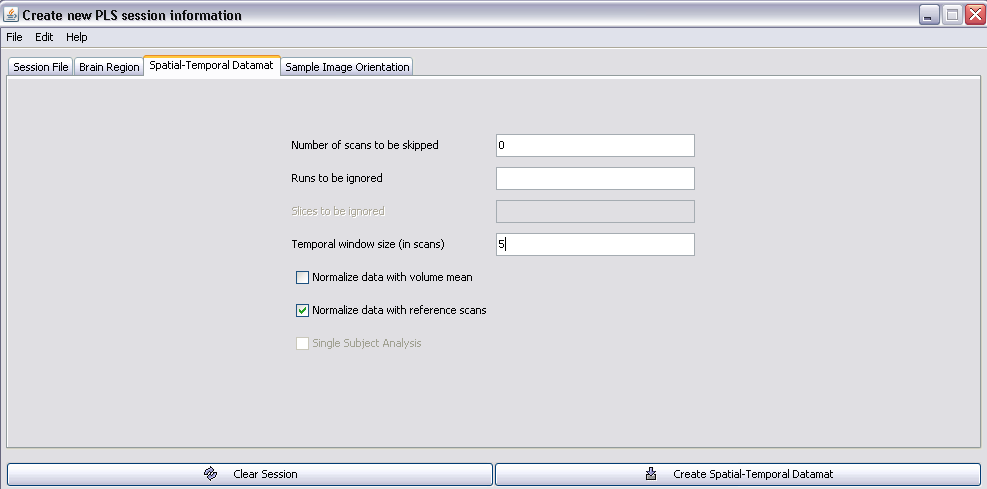 Create new PLS session information
File Edit Help
Session File Brain Region Spatial-Temporal Datamat Sample Image Orientation
Number of scans to be skipped 0
Runs to be ignored
Slices to be ignored
Temporal window size (in scans) 5
Normalize data with volume mean
Normalize data with reference scans
Single Subject Analysis
Clear Session Create Spatial-Temporal Datamat